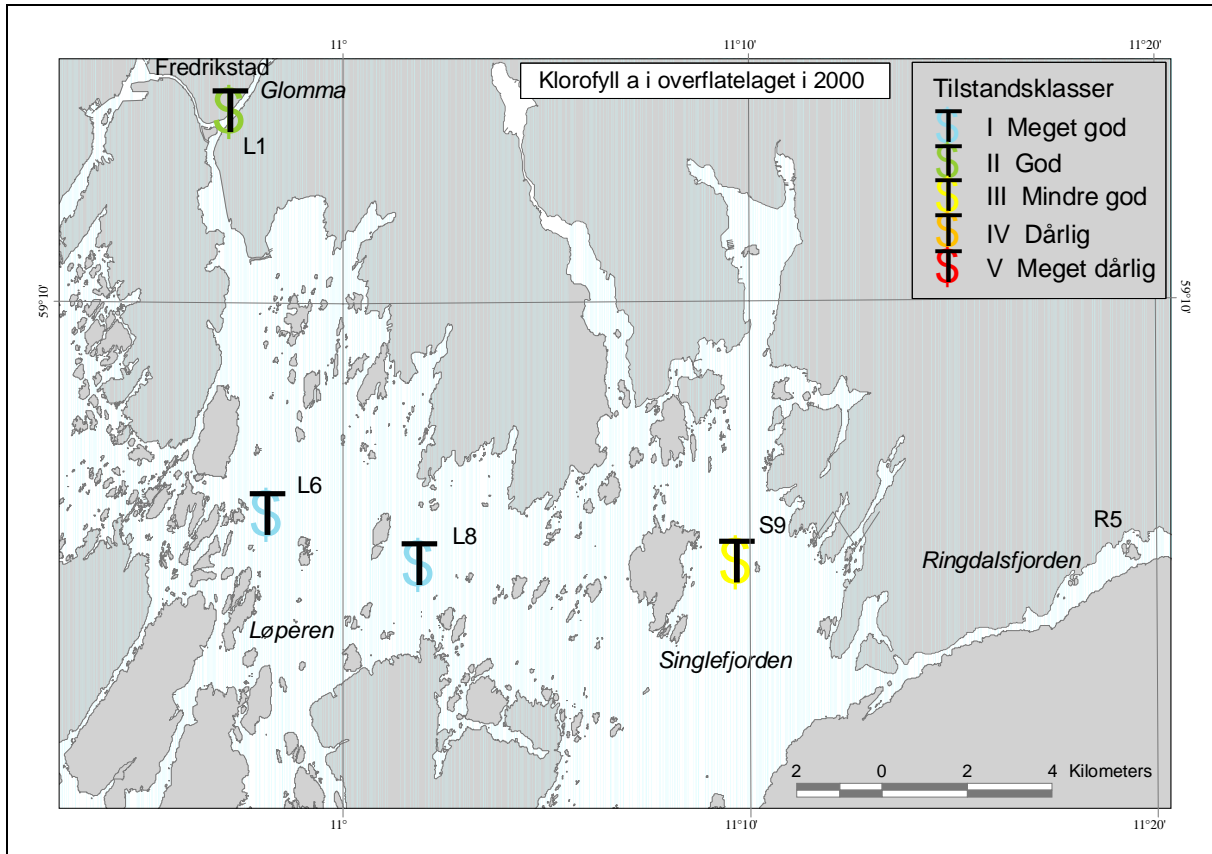 11°
11°10'
11°20'
Fredrikstad
Glomma
L1
Klorofyll a i overflatelaget i 2000
Tilstandsklasser
I Meget god
II God
III Mindre god
IV Dårlig
V Meget dårlig
59°10'
59°10'
L6
L8
S9
R5
Ringdalsfjorden
Løperen
Singlefjorden
2 0 2 4 Kilometers
11°
11°10'
11°20'